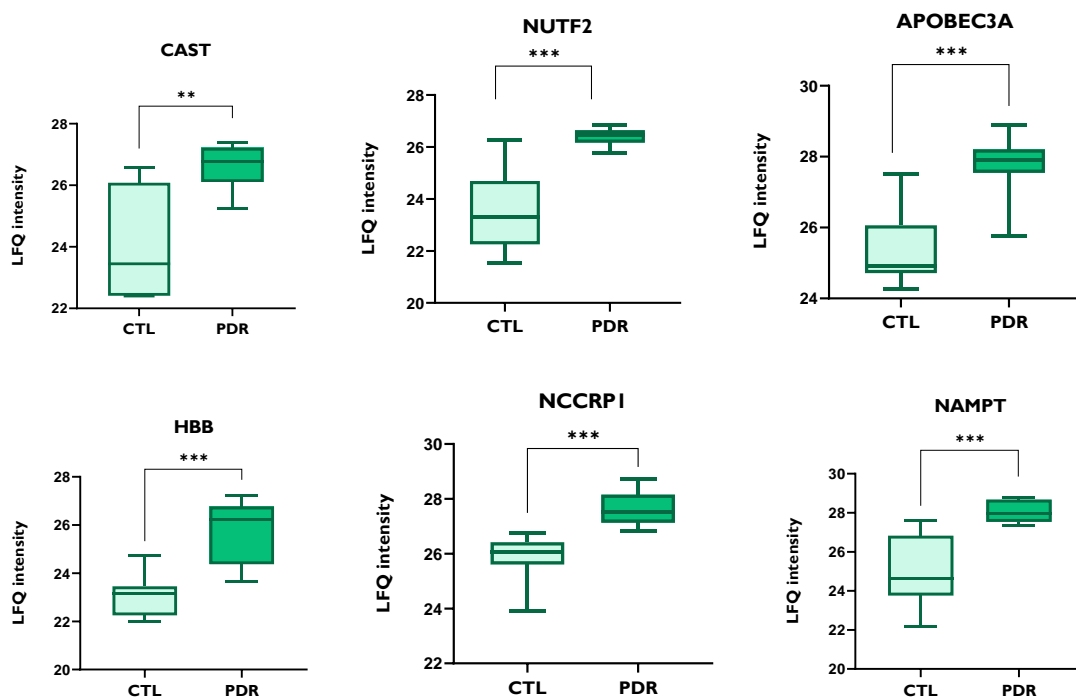 CAST
**
LFQ intensity
28
26
24
22
CTL
PDR
NUTF2
***
LFQ intensity
28
26
24
22
20
CTL
PDR
APOBEC3A
***
LFQ intensity
30
28
26
24
CTL
PDR
HBB
***
LFQ intensity
28
26
24
22
20
CTL
PDR
NCCRP1
***
LFQ intensity
30
28
26
24
22
CTL
PDR
NAMPT
***
LFQ intensity
30
28
26
24
22
20
CTL
PDR